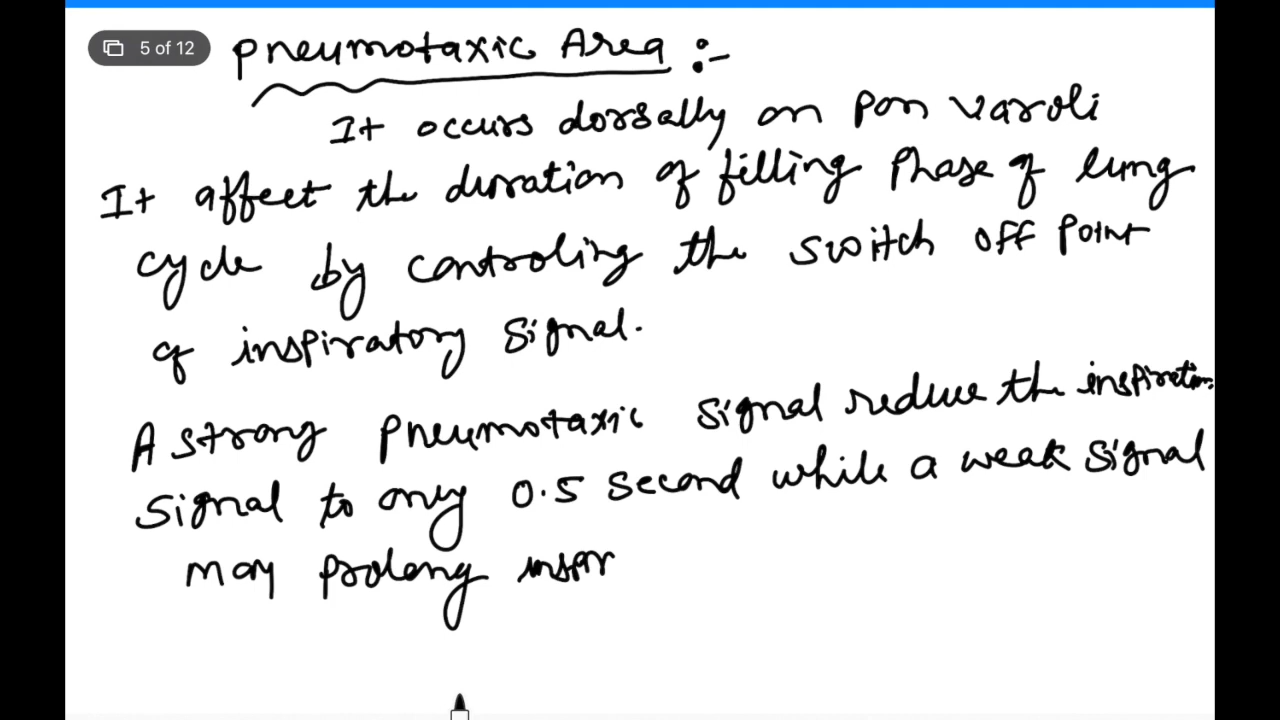 5 of 12
Pneumotaxic Area :-
It occurs dorsally on pon varoli
It affect the duration of filling Phase of lung
cycle by controling the switch off Point
of inspiratory signal.
A strong Pneumotaxic signal reduce the inspiration
signal to only 0.5 second while a weak signal
may prolong inspir